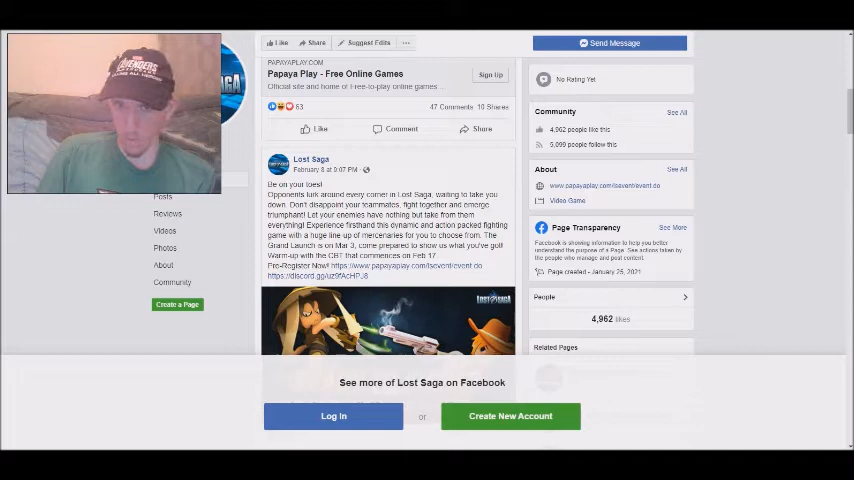 Like Share Suggest Edits ...
Send Message
PAPAYAPLAY.COM
Papaya Play - Free Online Games
Sign Up
Official site and home of Free-to-play online games ...
63
47 Comments 10 Shares
Like Comment Share
Lost Saga
February 8 at 9:07 PM
Be on your toes!
Opponents lurk around every corner in Lost Saga, waiting to take you
down. Don't disappoint your teammates, fight together and emerge
triumphant! Let your enemies have nothing but take from them
everything! Experience firsthand this dynamic and action packed fighting
game with a huge line-up of mercenaries for you to choose from. The
Grand Launch is on Mar 3, come prepared to show us what you've got!
Warm-up with the CBT that commences on Feb 17.
Pre-Register Now! https://www.papayaplay.com/lsevent/event.do
https://discord.gg/uz9fAcHPJ8
LOST SAGA
Posts
Reviews
Videos
Photos
About
Community
Create a Page
No Rating Yet
Community
See All
4,962 people like this
5,099 people follow this
About
See All
www.papayaplay.com/lsevent/event.do
Video Game
Page Transparency
See More
Facebook is showing information to help you better
understand the purpose of a Page. See actions taken by
the people who manage and post content.
Page created - January 25, 2021
People
4,962 likes
Related Pages
See more of Lost Saga on Facebook
Log In
or
Create New Account